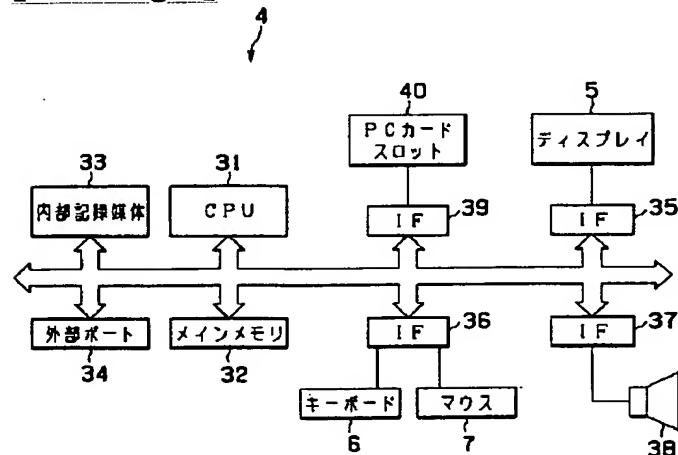 4
40
5
PCカード
スロット
ディスプレイ
33
31
内部記録媒体
CPU
IF
39
IF
35
外部ポート
メインメモリ
IF
36
IF
37
34
32
キーボード
マウス
6
7
38